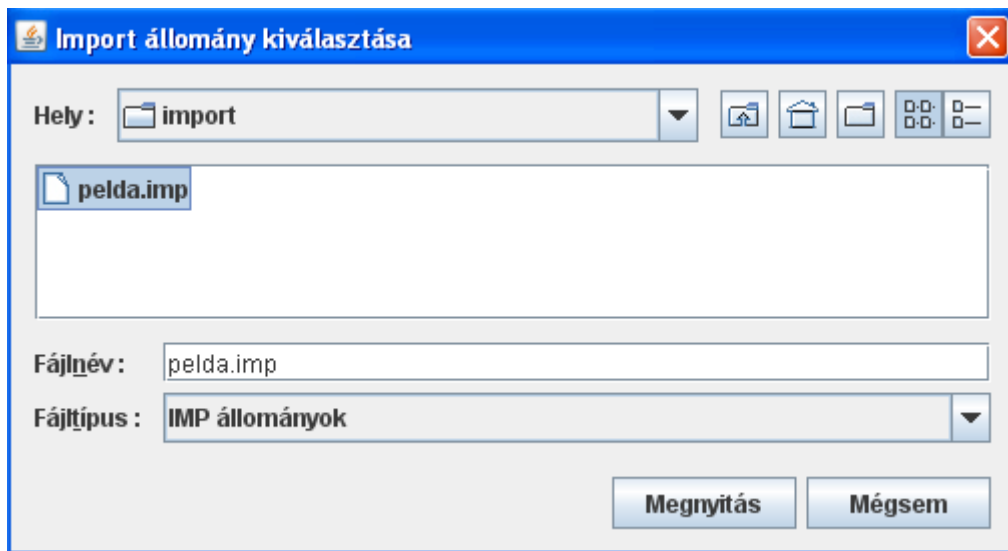 Import állomány kiválasztása
Hely: import
pelda.imp
Fájlnév: pelda.imp
Fájltípus: IMP állományok
Megnyitás Mégsem